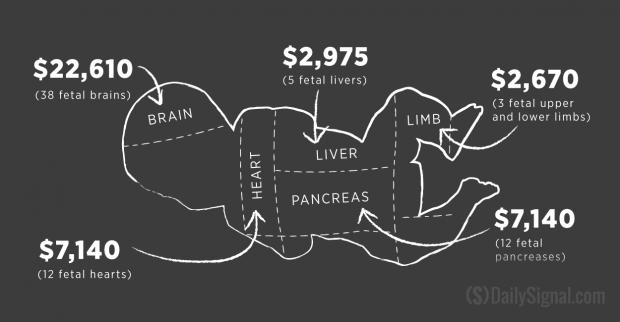 $22,610
(38 fetal brains)
$2,975
(5 fetal livers)
$2,670
(3 fetal upper
and lower limbs)
BRAIN
LIMB
HEART
LIVER
PANCREAS
$7,140
(12 fetal hearts)
$7,140
(12 fetal
pancreases)
(S) DailySignal.com